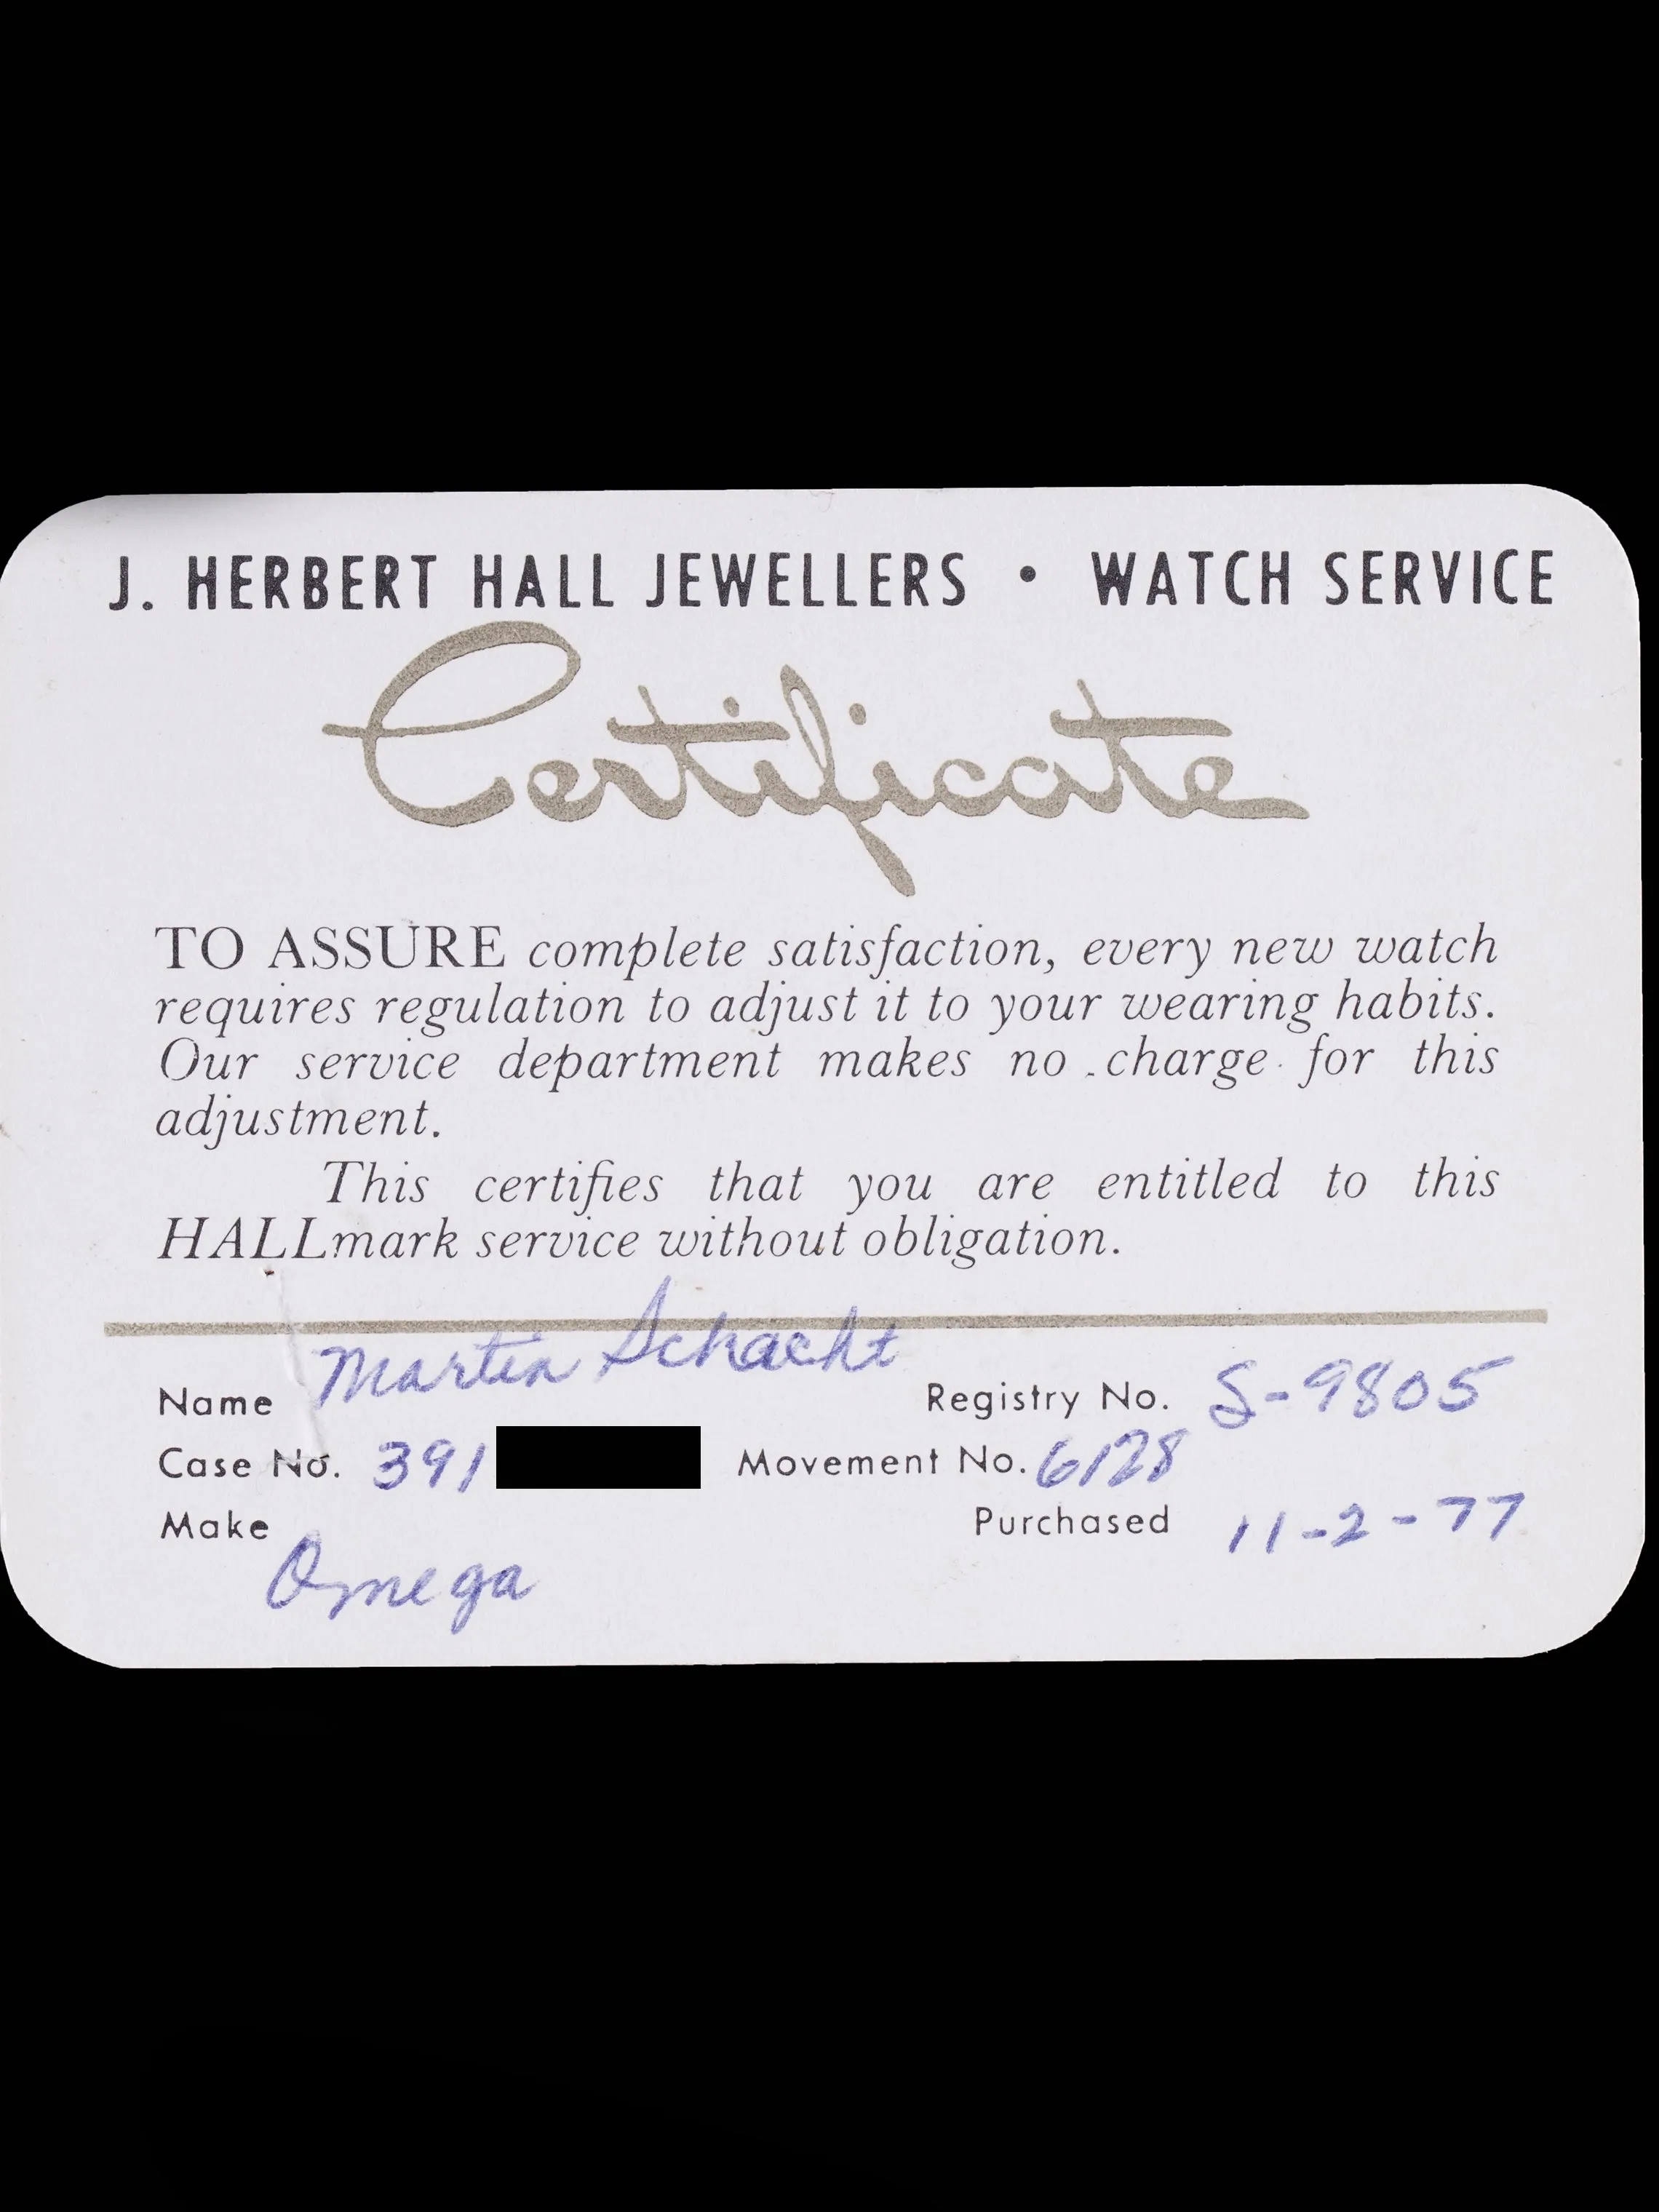 J. HERBERT HALL JEWELLERS • WATCH SERVICE
Certificate
TO ASSURE complete satisfaction, every new watch
requires regulation to adjust it to your wearing habits.
Our service department makes no charge for this
adjustment.
This certifies that you are entitled to this
HALLmark service without obligation.
Name Martin Schacht Registry No. S-9805
Case No. 391 Movement No. 6128
Make Omega Purchased 11-2-77